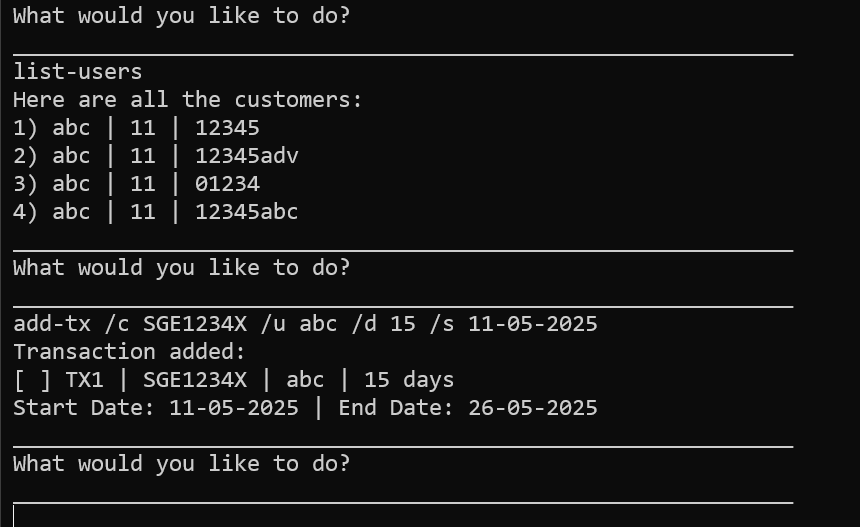 What would you like to do?
list-users
Here are all the customers:
1) abc | 11 | 12345
2) abc | 11 | 12345adv
3) abc | 11 | 01234
4) abc | 11 | 12345abc
What would you like to do?
add-tx /c SGE1234X /u abc /d 15 /s 11-05-2025
Transaction added:
[ ] TX1 | SGE1234X | abc | 15 days
Start Date: 11-05-2025 | End Date: 26-05-2025
What would you like to do?